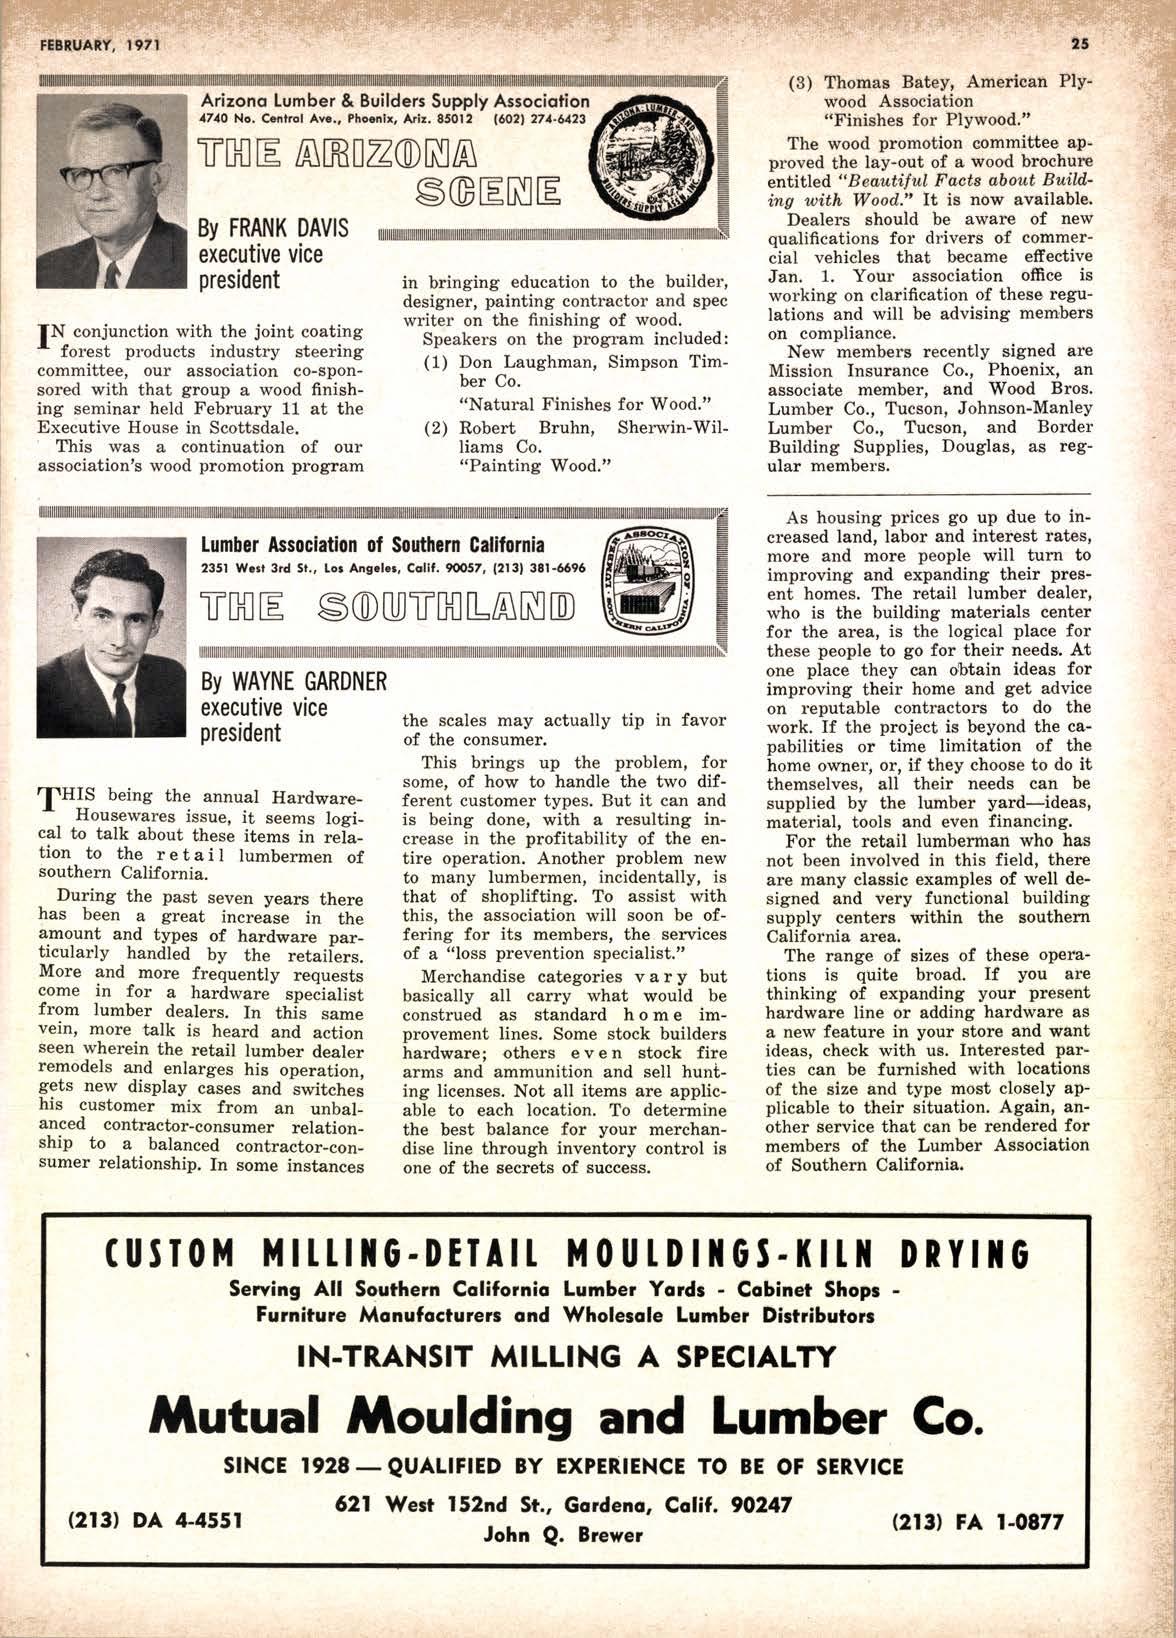 FEBRUARY, 1971
25
Arizona Lumber & Builders Supply Association
4740 No. Central Ave., Phoenix, Ariz. 85012 (602) 274-6423
THE ARIZONA
SCENE
ARIZONA LUMBER AND
BUILDERS SUPPLY ASS'N. INC.
By FRANK DAVIS
executive vice
president
IN conjunction with the joint coating
forest products industry steering
committee, our association co-spon-
sored with that group a wood finish-
ing seminar held February 11 at the
Executive House in Scottsdale.
This was a continuation of our
association's wood promotion program
in bringing education to the builder,
designer, painting contractor and spec
writer on the finishing of wood.
Speakers on the program included:
(1) Don Laughman, Simpson Tim-
ber Co.
"Natural Finishes for Wood."
(2) Robert Bruhn, Sherwin-Wil-
liams Co.
"Painting Wood."
(3) Thomas Batey, American Ply-
wood Association
"Finishes for Plywood."
The wood promotion committee ap-
proved the lay-out of a wood brochure
entitled "Beautiful Facts about Build-
ing with Wood." It is now available.
Dealers should be aware of new
qualifications for drivers of commer-
cial vehicles that became effective
Jan. 1. Your association office is
working on clarification of these regu-
lations and will be advising members
on compliance.
New members recently signed are
Mission Insurance Co., Phoenix, an
associate member, and Wood Bros.
Lumber Co., Tucson, Johnson-Manley
Lumber Co., Tucson, and Border
Building Supplies, Douglas, as reg-
ular members.
Lumber Association of Southern California
2351 West 3rd St., Los Angeles, Calif. 90057, (213) 381-6696
THE SOUTHLAND
LUMBER ASSOCIATION OF
SOUTHERN CALIFORNIA
By WAYNE GARDNER
executive vice
president
THIS being the annual Hardware-
Housewares issue, it seems logi-
cal to talk about these items in rela-
tion to the retail lumbermen of
southern California.
During the past seven years there
has been a great increase in the
amount and types of hardware par-
ticularly handled by the retailers.
More and more frequently requests
come in for a hardware specialist
from lumber dealers. In this same
vein, more talk is heard and action
seen wherein the retail lumber dealer
remodels and enlarges his operation,
gets new display cases and switches
his customer mix from an unbal-
anced contractor-consumer relation-
ship to a balanced contractor-con-
sumer relationship. In some instances
the scales may actually tip in favor
of the consumer.
This brings up the problem, for
some, of how to handle the two dif-
ferent customer types. But it can and
is being done, with a resulting in-
crease in the profitability of the en-
tire operation. Another problem new
to many lumbermen, incidentally, is
that of shoplifting. To assist with
this, the association will soon be of-
fering for its members, the services
of a "loss prevention specialist."
Merchandise categories vary but
basically all carry what would be
construed as standard home im-
provement lines. Some stock builders
hardware; others even stock fire
arms and ammunition and sell hunt-
ing licenses. Not all items are applic-
able to each location. To determine
the best balance for your merchan-
dise line through inventory control is
one of the secrets of success.
As housing prices go up due to in-
creased land, labor and interest rates,
more and more people will turn to
improving and expanding their pres-
ent homes. The retail lumber dealer,
who is the building materials center
for the area, is the logical place for
these people to go for their needs. At
one place they can obtain ideas for
improving their home and get advice
on reputable contractors to do the
work. If the project is beyond the ca-
pabilities or time limitation of the
home owner, or, if they choose to do it
themselves, all their needs can be
supplied by the lumber yard—ideas,
material, tools and even financing.
For the retail lumberman who has
not been involved in this field, there
are many classic examples of well de-
signed and very functional building
supply centers within the southern
California area.
The range of sizes of these opera-
tions is quite broad. If you are
thinking of expanding your present
hardware line or adding hardware as
a new feature in your store and want
ideas, check with us. Interested par-
ties can be furnished with locations
of the size and type most closely ap-
plicable to their situation. Again, an-
other service that can be rendered for
members of the Lumber Association
of Southern California.
CUSTOM MILLING-DETAIL MOULDINGS-KILN DRYING
Serving All Southern California Lumber Yards - Cabinet Shops -
Furniture Manufacturers and Wholesale Lumber Distributors
IN-TRANSIT MILLING A SPECIALTY
Mutual Moulding and Lumber Co.
SINCE 1928 — QUALIFIED BY EXPERIENCE TO BE OF SERVICE
621 West 152nd St., Gardena, Calif. 90247
(213) DA 4-4551
John Q. Brewer
(213) FA 1-0877